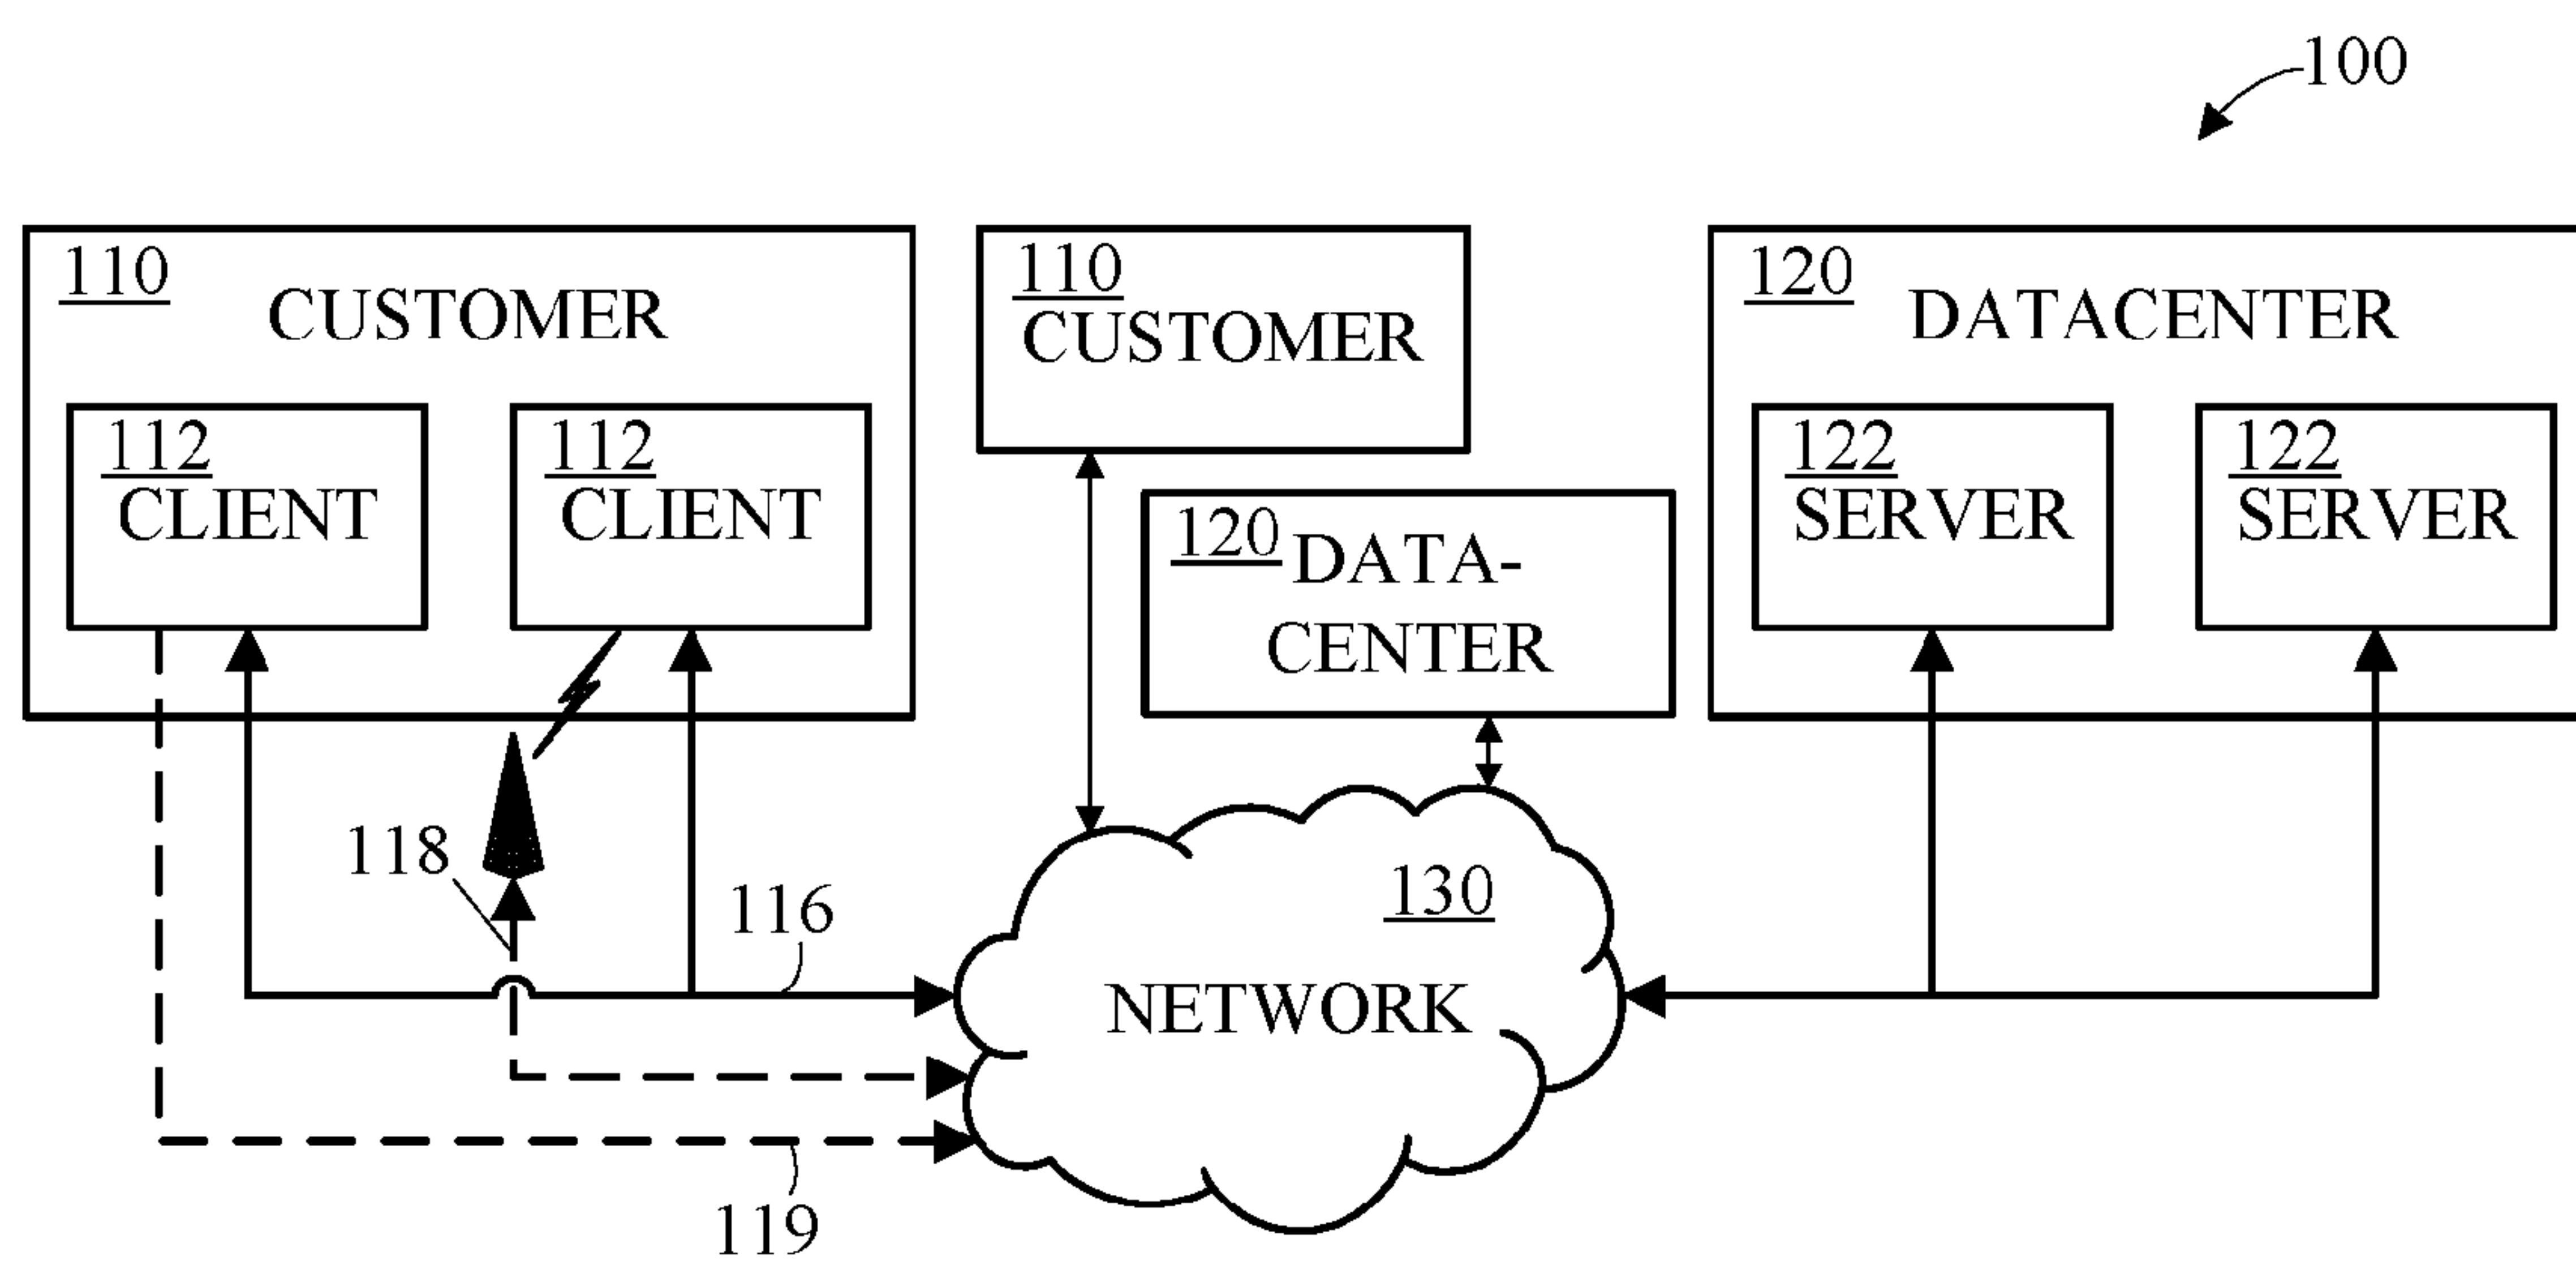 100
110
CUSTOMER
112
CLIENT
112
CLIENT
110
CUSTOMER
120
DATA-
CENTER
120
DATACENTER
122
SERVER
122
SERVER
118
116
119
130
NETWORK